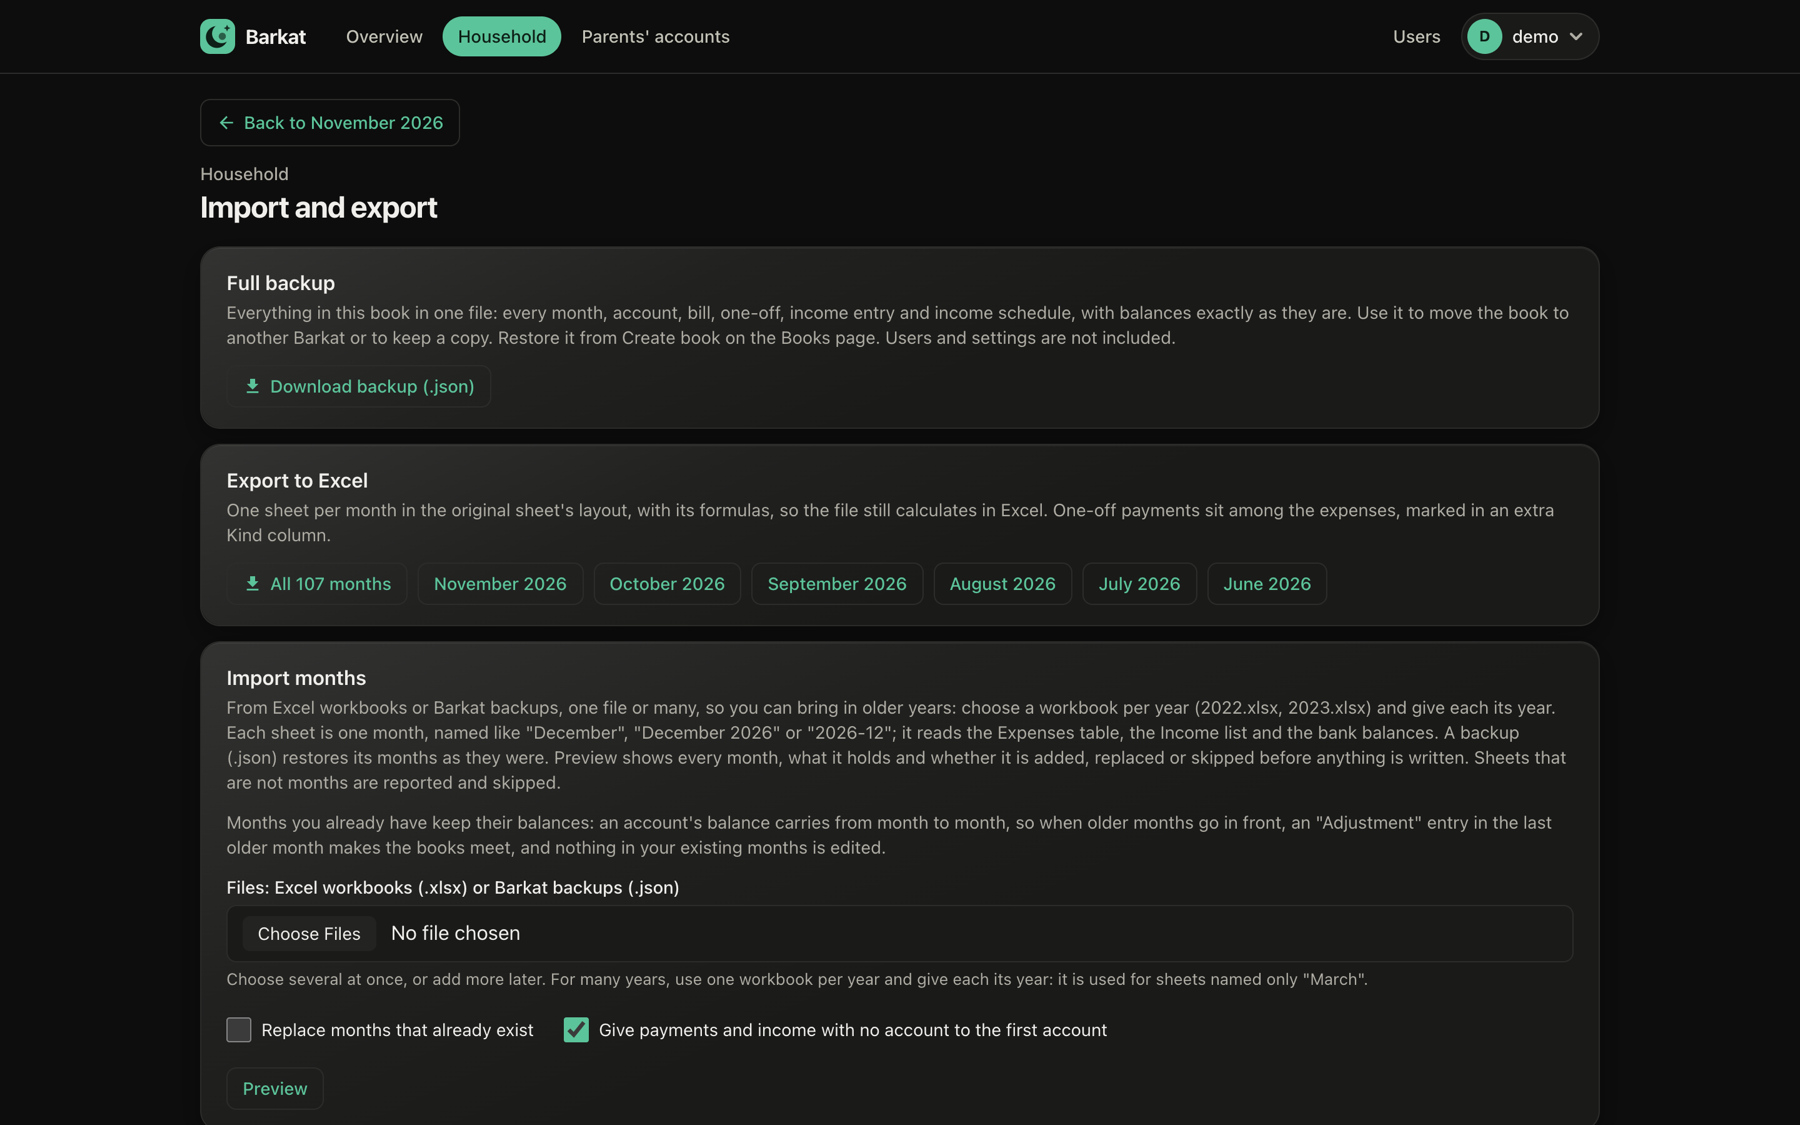 Barkat
Overview
Household
Parents' accounts
Users
D
demo
← Back to November 2026
Household
Import and export
Full backup
Everything in this book in one file: every month, account, bill, one-off, income entry and income schedule, with balances exactly as they are. Use it to move the book to
another Barkat or to keep a copy. Restore it from Create book on the Books page. Users and settings are not included.
Download backup (.json)
Export to Excel
One sheet per month in the original sheet's layout, with its formulas, so the file still calculates in Excel. One-off payments sit among the expenses, marked in an extra
Kind column.
All 107 months
November 2026
October 2026
September 2026
August 2026
July 2026
June 2026
Import months
From Excel workbooks or Barkat backups, one file or many, so you can bring in older years: choose a workbook per year (2022.xlsx, 2023.xlsx) and give each its year.
Each sheet is one month, named like "December", "December 2026" or "2026-12"; it reads the Expenses table, the Income list and the bank balances. A backup
(.json) restores its months as they were. Preview shows every month, what it holds and whether it is added, replaced or skipped before anything is written. Sheets that
are not months are reported and skipped.
Months you already have keep their balances: an account's balance carries from month to month, so when older months go in front, an "Adjustment" entry in the last
older month makes the books meet, and nothing in your existing months is edited.
Files: Excel workbooks (.xlsx) or Barkat backups (.json)
Choose Files
No file chosen
Choose several at once, or add more later. For many years, use one workbook per year and give each its year: it is used for sheets named only "March".
Replace months that already exist
Give payments and income with no account to the first account
Preview